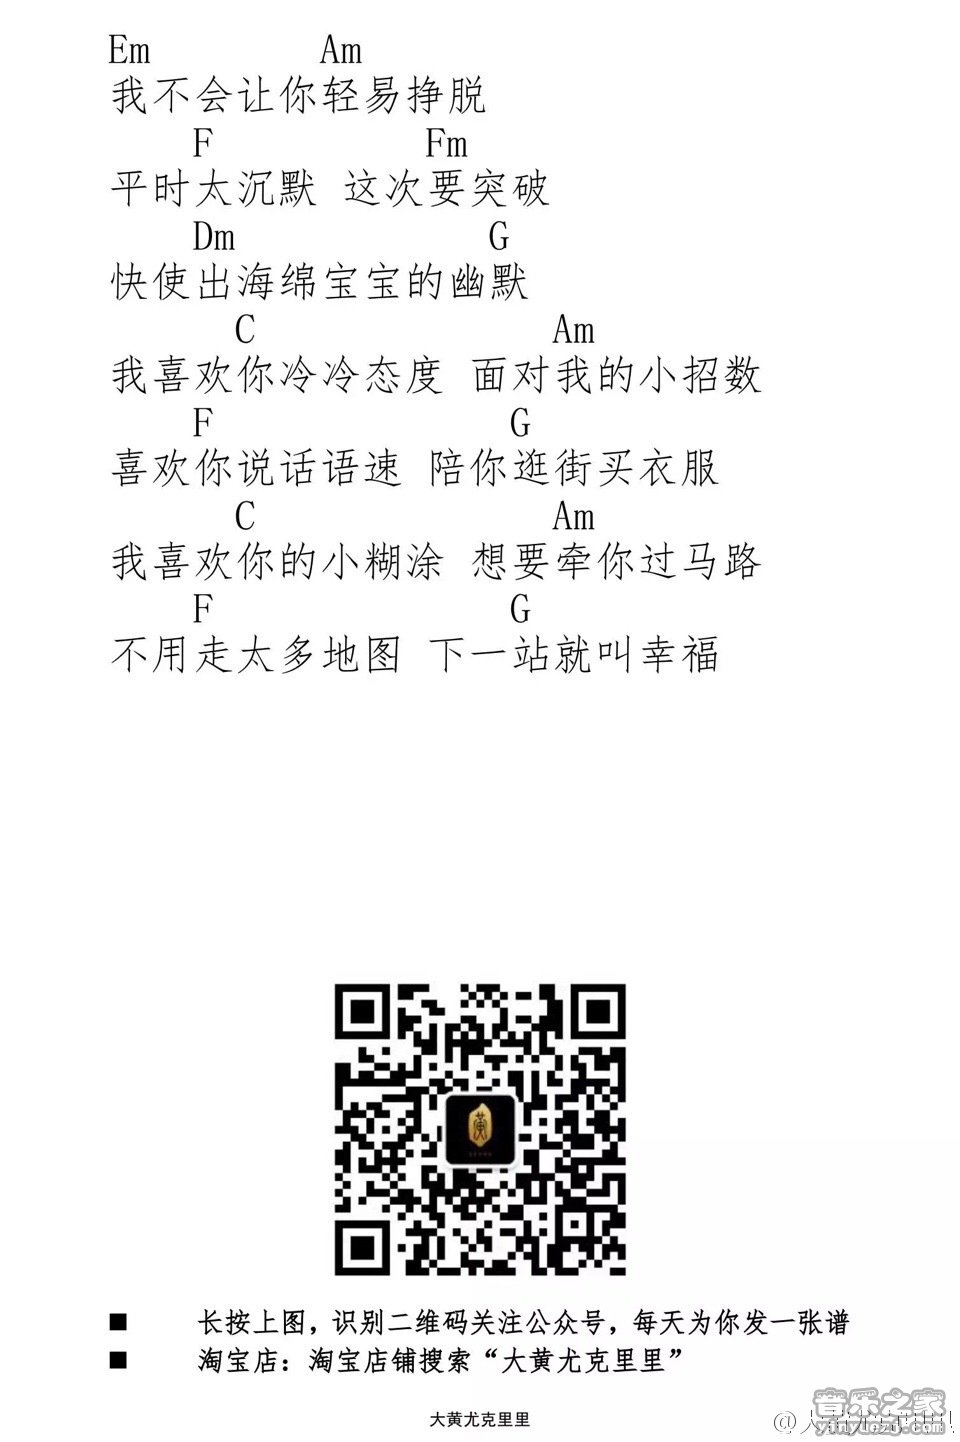 Em Am
我不会让你轻易挣脱
F Fm
平时太沉默 这次要突破
Dm G
快使出海绵宝宝的幽默
C Am
我喜欢你冷冷态度 面对我的小招数
F G
喜欢你说话语速 陪你逛街买衣服
C Am
我喜欢你的小糊涂 想要牵你过马路
F G
不用走太多地图 下一站就叫幸福
黄
■ 长按上图，识别二维码关注公众号，每天为你发一张谱
■ 淘宝店：淘宝店铺搜索“大黄尤克里里”
大黄尤克里里
音乐之家
yinyuezj.com